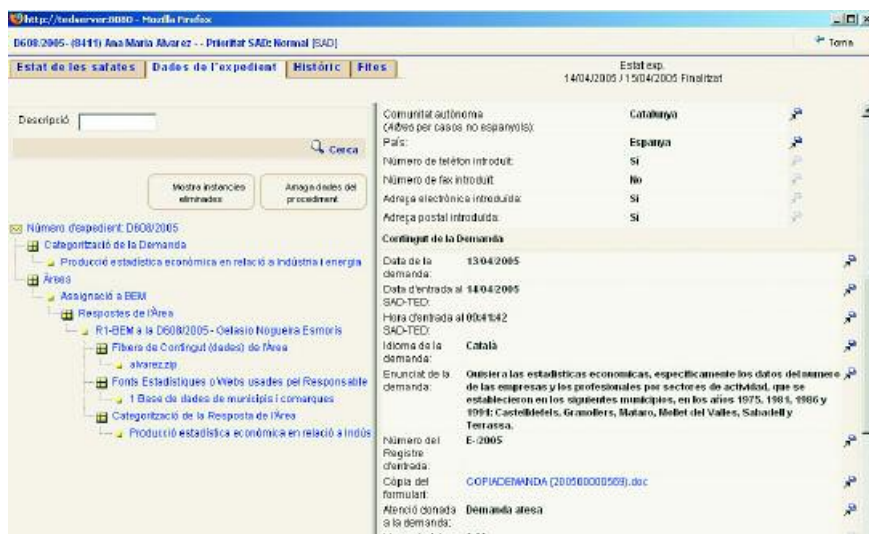 http://tedserver:8080 - Mozilla Firefox
D608/2005- (8411) Ana Maria Alvarez -- Prioritat SAD: Normal [SAD]
Torna
Estat de les safates
Dades de l'expedient
Històric
Fites
Estat exp.
14/04/2005 / 15/04/2005 Finalitzat
Descripció
Cerca
Mostra instancies eliminades
Amaga dades del procediment
Número d'expedient: D608/2005
Categorització de la Demanda
Producció estadística econòmica en relació a Indústria i energia
Àrees
Assignació a BEM
Respostes de l'Àrea
R1-BEM a la D608/2005 - Gelasio Nogueira Esmoris
Fitxers de Contingut (dades) de l'Àrea
alvarez.zip
Fonts Estadístiques o Webs usades pel Responsable
1 Base de dades de municipis i comarques
Categorització de la Resposta de l'Àrea
Producció estadística econòmica en relació a Indús
Comunitat autònoma Catalunya
(Altres per casos no espanyols):
País: Espanya
Número de telèfon introduït: Sí
Número de fax introduït No
Adreça electrònica introduïda: Sí
Adreça postal introduïda: Sí
Contingut de la Demanda
Data de la 13/04/2005
demanda:
Data d'entrada al 14/04/2005
SAD-TED:
Hora d'entrada al 09:41:42
SAD-TED:
Idioma de la Català
demanda:
Enunciat de la Quisiera las estadisticas economicas, especificamente los datos del numero
demanda: de las empresas y los profesionales por sectores de actividad, que se
establecieron en los siguientes municipios, en los años 1975, 1981, 1986 y
1991: Castelldefels, Granollers, Mataro, Mollet del Valles, Sabadell y
Terrassa.
Número del E-/2005
Registre
d'entrada:
Còpia del COPIADEMANDA (200500000569).doc
formulari:
Atenció donada Demanda atesa
a la demanda: